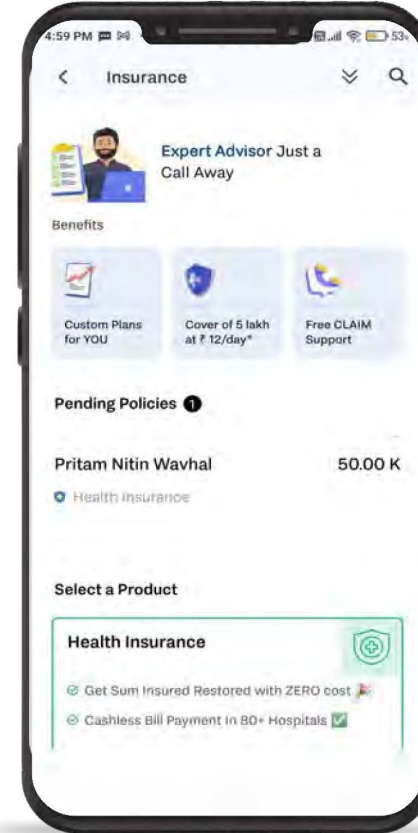 4:59 PM
53%
Insurance
Expert Advisor Just a
Call Away
Benefits
Custom Plans
for YOU
Cover of 5 lakh
at ₹ 12/day*
Free CLAIM
Support
Pending Policies 1
Pritam Nitin Wavhal 50.00 K
Health Insurance
Select a Product
Health Insurance
Get Sum Insured Restored with ZERO cost 🎉
Cashless Bill Payment in 80+ Hospitals ✅